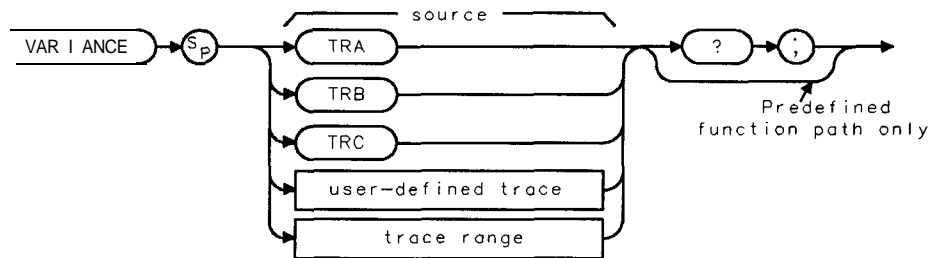 source
VARIANCE
SP
TRA
?
;
TRB
Predefined
function path only
TRC
user-defined trace
trace range